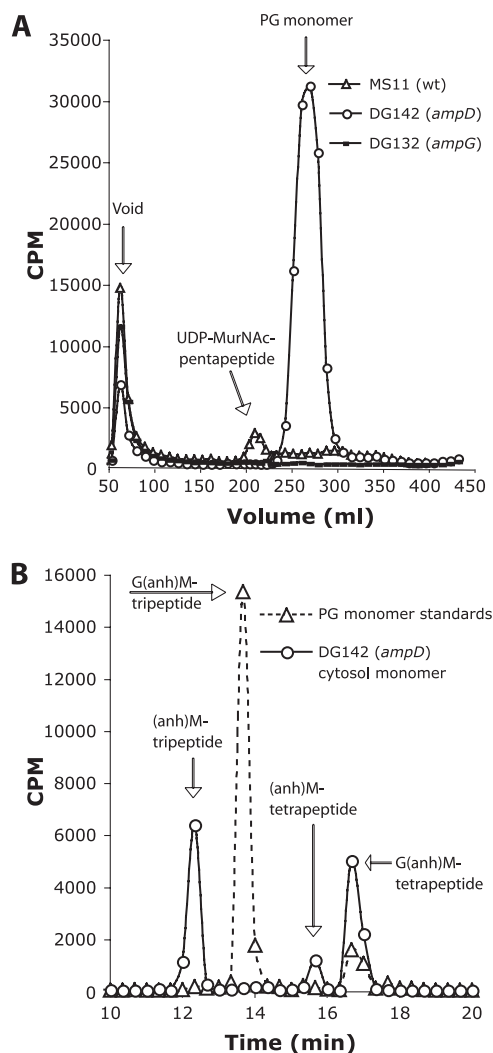 A
PG monomer
35000
30000
25000
20000
15000
10000
5000
0
CPM
MS11 (wt)
DG142 (ampD)
DG132 (ampG)
Void
UDP-MurNAc-
pentapeptide
50 100 150 200 250 300 350 400 450
Volume (ml)
B
16000
14000
12000
10000
8000
6000
4000
2000
0
CPM
G(anh)M-
tripeptide
PG monomer standards
DG142 (ampD)
cytosol monomer
(anh)M-
tripeptide
(anh)M-
tetrapeptide
G(anh)M-
tetrapeptide
10 12 14 16 18 20
Time (min)